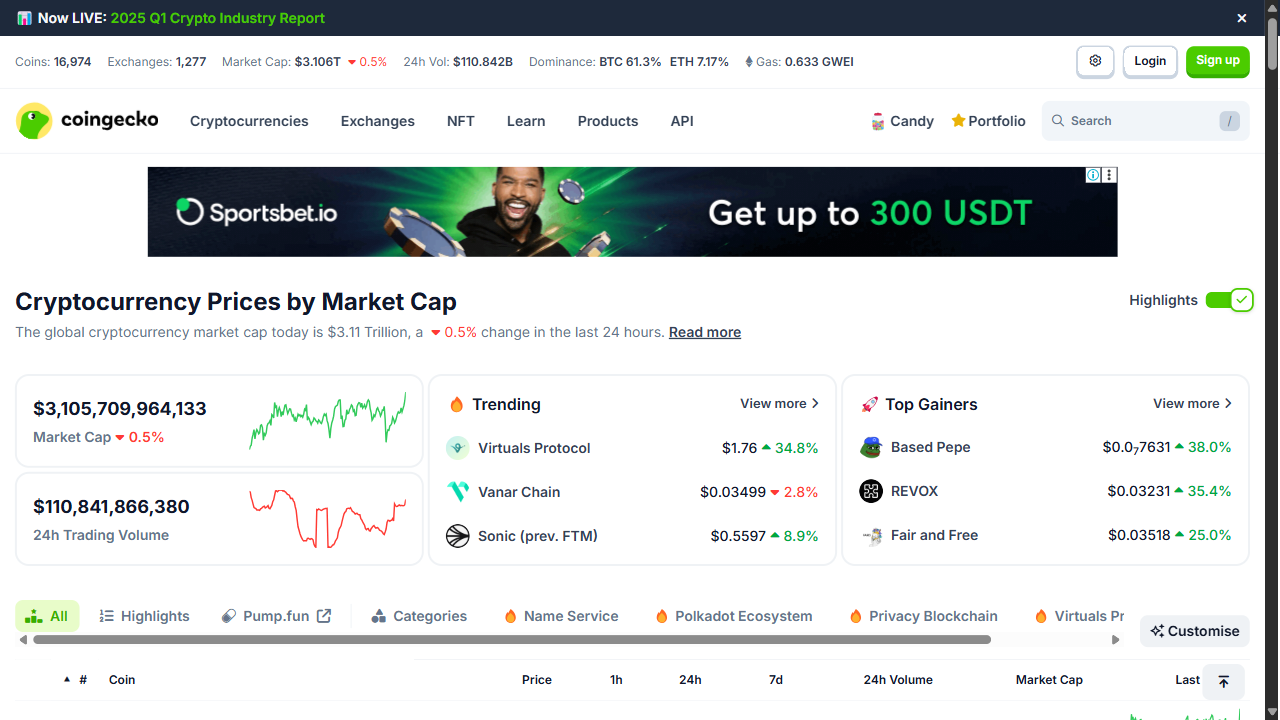 Now LIVE: 2025 Q1 Crypto Industry Report
Coins: 16,974 Exchanges: 1,277 Market Cap: $3.106T 0.5% 24h Vol: $110.842B Dominance: BTC 61.3% ETH 7.17% Gas: 0.633 GWEI
Login
Sign up
coingecko
Cryptocurrencies Exchanges NFT Learn Products API
Candy Portfolio Search /
Sportsbet.io Get up to 300 USDT
Cryptocurrency Prices by Market Cap
Highlights
The global cryptocurrency market cap today is $3.11 Trillion, a 0.5% change in the last 24 hours. Read more
$3,105,709,964,133
Market Cap 0.5%
$110,841,866,380
24h Trading Volume
Trending View more
Virtuals Protocol $1.76 34.8%
Vanar Chain $0.03499 2.8%
Sonic (prev. FTM) $0.5597 8.9%
Top Gainers View more
Based Pepe $0.0₇7631 38.0%
REVOX $0.03231 35.4%
Fair and Free $0.03518 25.0%
All Highlights Pump.fun Categories Name Service Polkadot Ecosystem Privacy Blockchain Virtuals Pr
Customise
# Coin Price 1h 24h 7d 24h Volume Market Cap Last